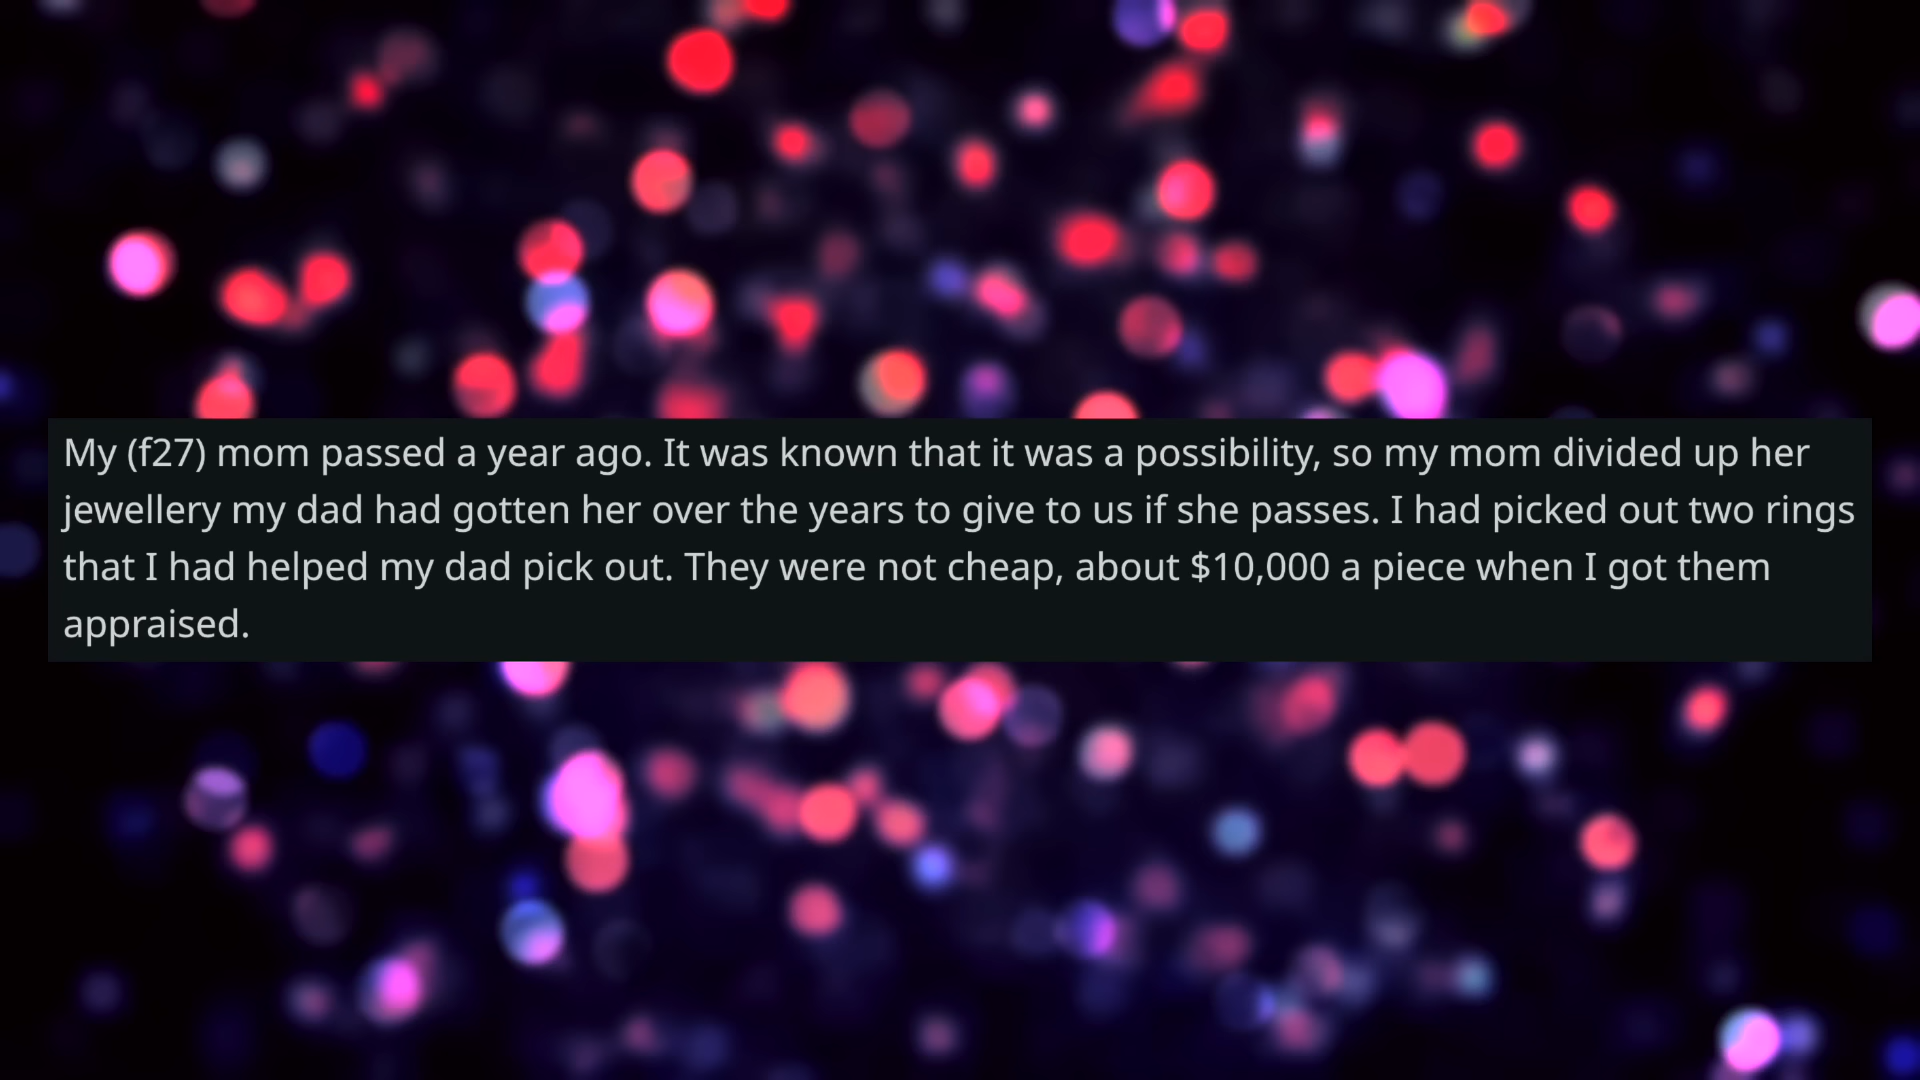 My (f27) mom passed a year ago. It was known that it was a possibility, so my mom divided up her
jewellery my dad had gotten her over the years to give to us if she passes. I had picked out two rings
that I had helped my dad pick out. They were not cheap, about $10,000 a piece when I got them
appraised.